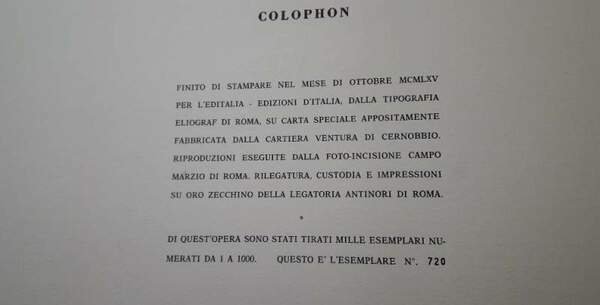 COLOPHON
FINITO DI STAMPARE NEL MESE DI OTTOBRE MCMLXV
PER L'EDITALIA - EDIZIONI D'ITALIA, DALLA TIPOGRAFIA
ELIOGRAF DI ROMA, SU CARTA SPECIALE APPOSITAMENTE
FABBRICATA DALLA CARTIERA VENTURA DI CERNOBBIO.
RIPRODUZIONI ESEGUITE DALLA FOTO-INCISIONE CAMPO
MARZIO DI ROMA. RILEGATURA, CUSTODIA E IMPRESSIONI
SU ORO ZECCHINO DELLA LEGATORIA ANTINORI DI ROMA.
*
DI QUEST'OPERA SONO STATI TIRATI MILLE ESEMPLARI NU-
MERATI DA 1 A 1000. QUESTO E' L'ESEMPLARE N°. 720